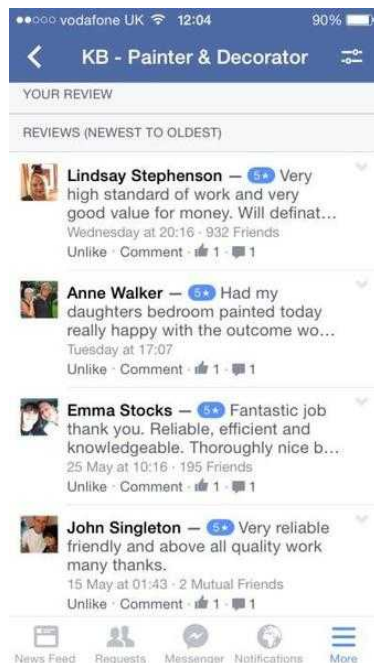 vodafone UK 12:04 90%
KB - Painter & Decorator
YOUR REVIEW
REVIEWS (NEWEST TO OLDEST)
Lindsay Stephenson — 5★ Very
high standard of work and very
good value for money. Will definat...
Wednesday at 20:16 · 932 Friends
Unlike · Comment · 1 · 1
Anne Walker — 5★ Had my
daughters bedroom painted today
really happy with the outcome wo...
Tuesday at 17:07
Unlike · Comment · 1 · 1
Emma Stocks — 5★ Fantastic job
thank you. Reliable, efficient and
knowledgeable. Thoroughly nice b...
25 May at 10:16 · 195 Friends
Unlike · Comment · 1 · 1
John Singleton — 5★ Very reliable
friendly and above all quality work
many thanks.
15 May at 01:43 · 2 Mutual Friends
Unlike · Comment · 1 · 1
News Feed Requests Messenger Notifications More